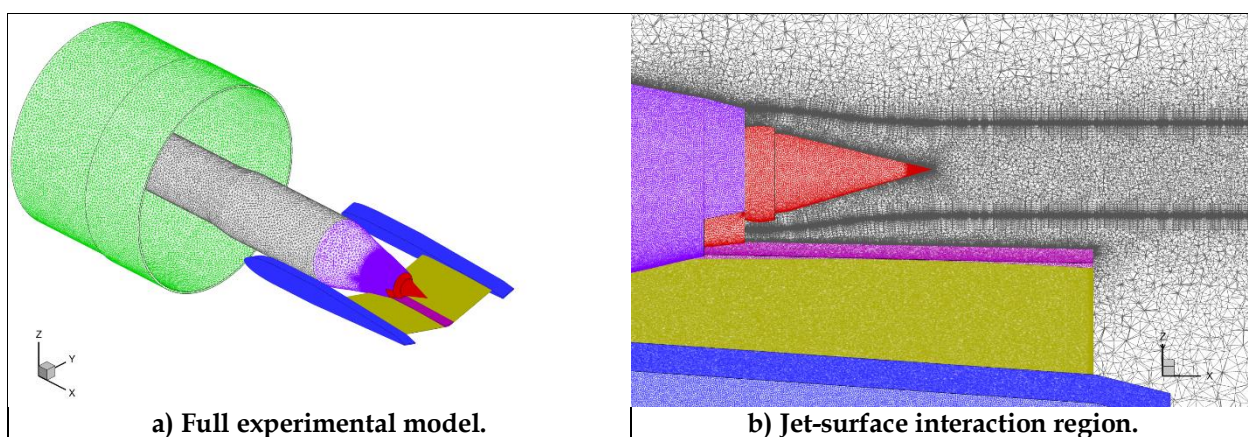 Z
Y
X
a) Full experimental model.
Z
X
b) Jet-surface interaction region.